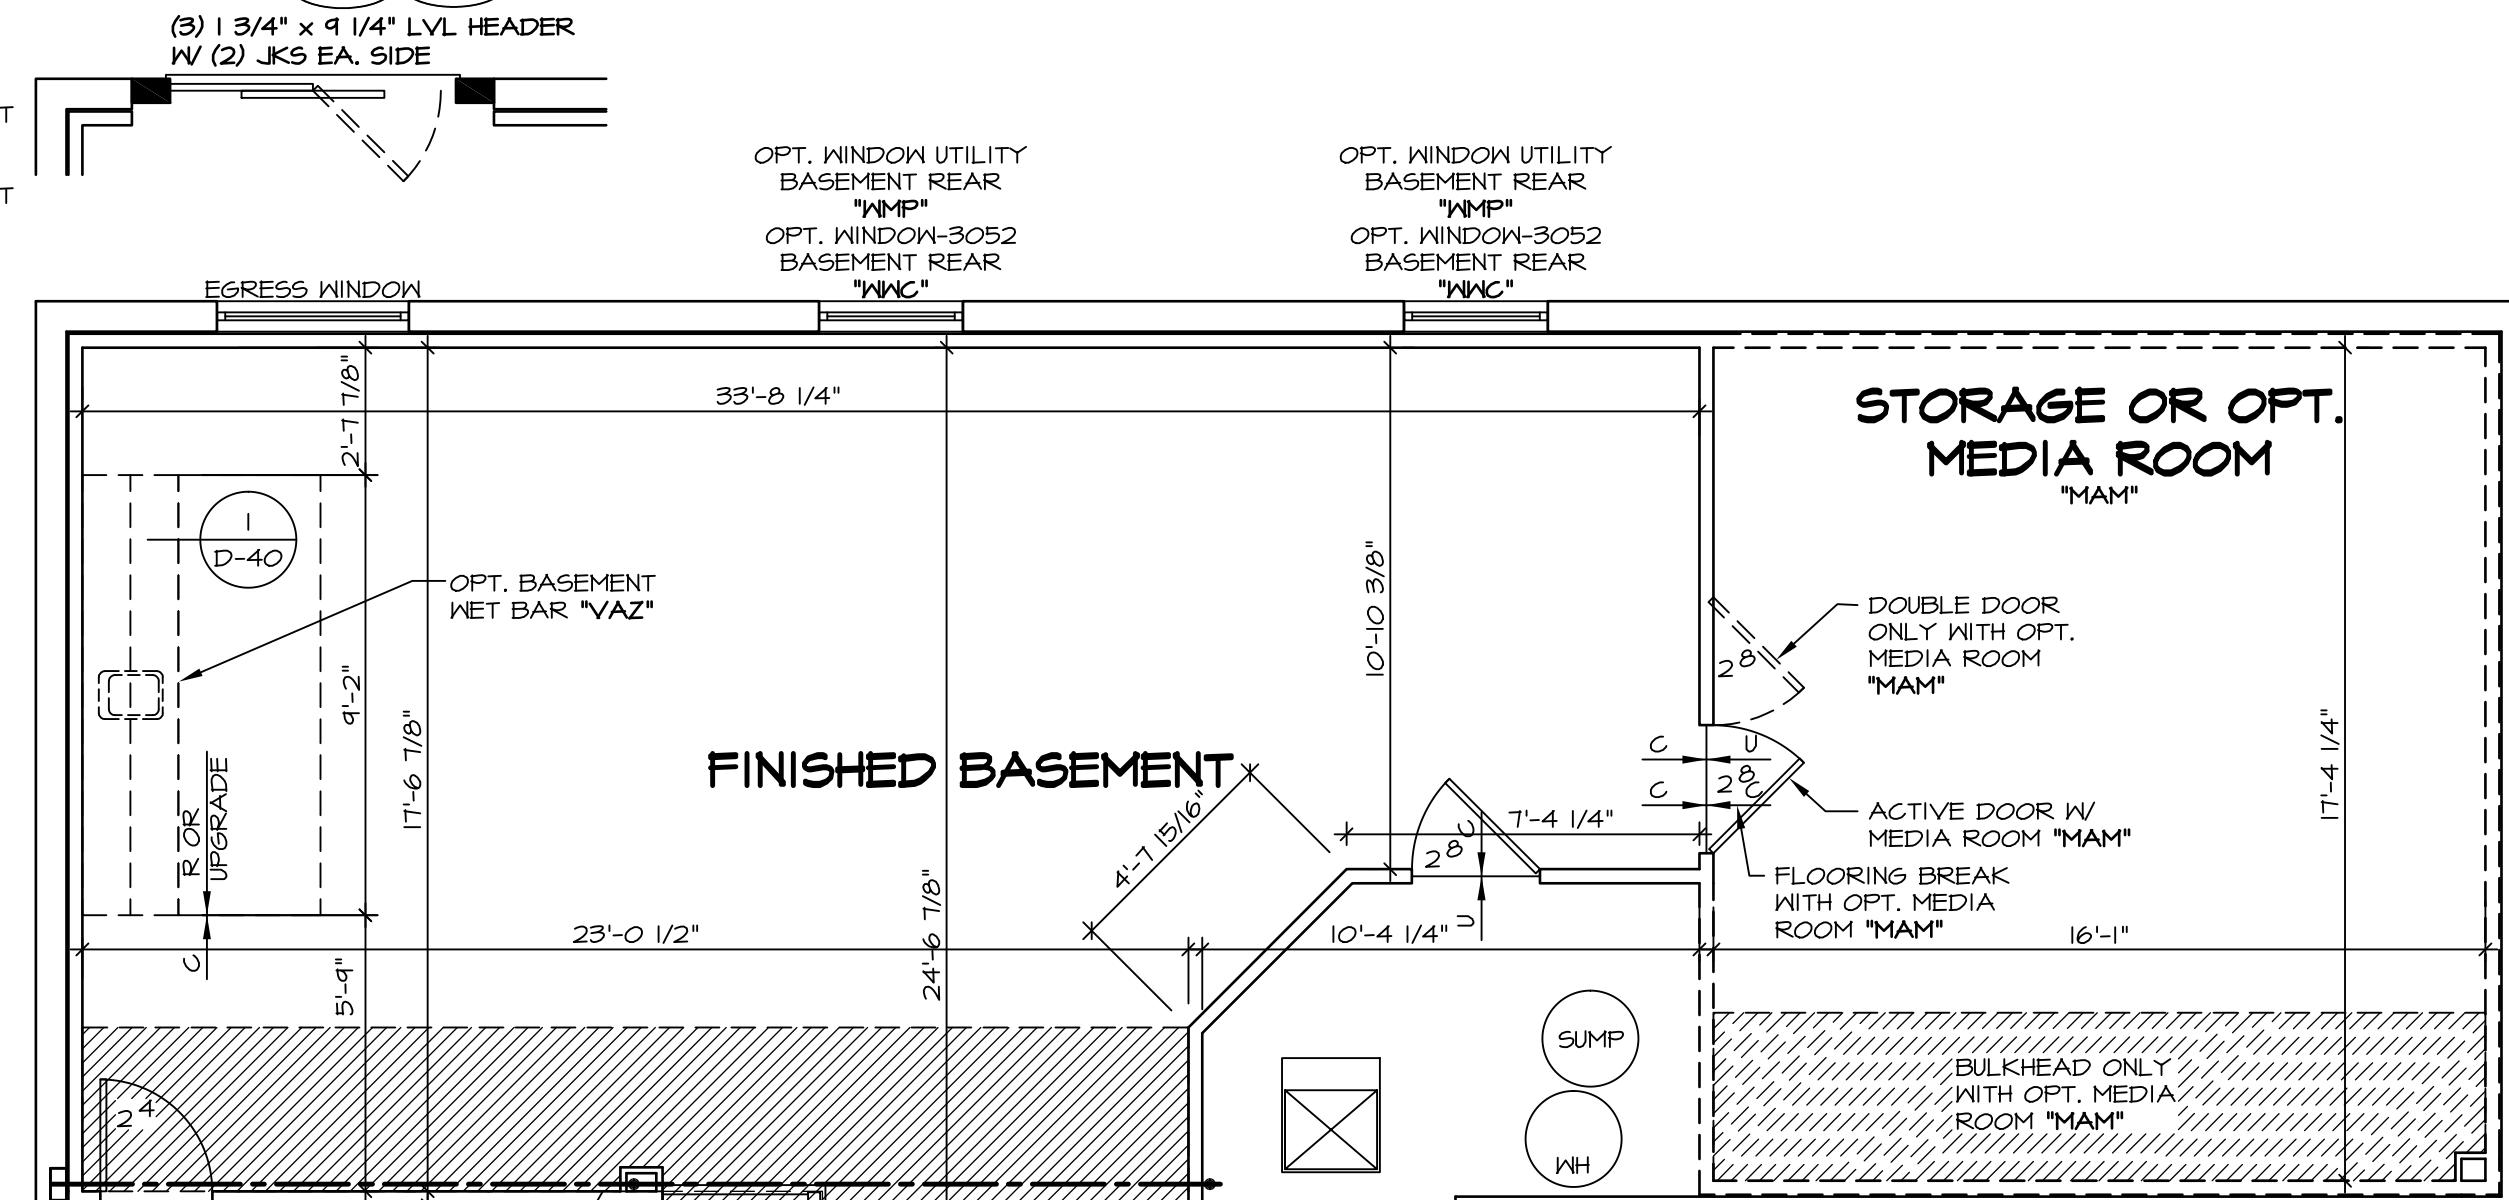 (3) 1 3/4" x 9 1/4" LVL HEADER
W/ (2) JKS EA. SIDE
T
T
OPT. WINDOW UTILITY
BASEMENT REAR
"WMP"
OPT. WINDOW-3052
BASEMENT REAR
"WWC"
OPT. WINDOW UTILITY
BASEMENT REAR
"WMP"
OPT. WINDOW-3052
BASEMENT REAR
"WWC"
EGRESS WINDOW
2'-7 7/8"
33'-8 1/4"
STORAGE OR OPT.
MEDIA ROOM
"MAM"
1
D-40
OPT. BASEMENT
WET BAR "VAZ"
10'-10 3/8"
DOUBLE DOOR
ONLY WITH OPT.
MEDIA ROOM
"MAM"
2 8
9'-2"
17'-6 7/8"
17'-4 1/4"
FINISHED BASEMENT
C
U
2 8
C
C
R OR
UPGRADE
C
4'-7 15/16"
7'-4 1/4"
2 8
C
U
ACTIVE DOOR W/
MEDIA ROOM "MAM"
FLOORING BREAK
WITH OPT. MEDIA
ROOM "MAM"
23'-0 1/2"
24'-6 7/8"
10'-4 1/4"
16'-1"
5'-9"
SUMP
WH
BULKHEAD ONLY
WITH OPT. MEDIA
ROOM "MAM"
2 4